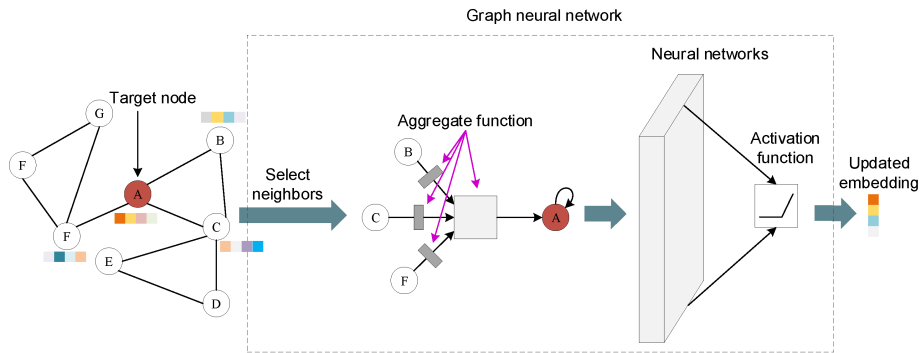 Graph neural network
Neural networks
Target node
G
B
F
A
F
C
E
D
Select
neighbors
Aggregate function
B
C
F
A
Activation
function
Updated
embedding